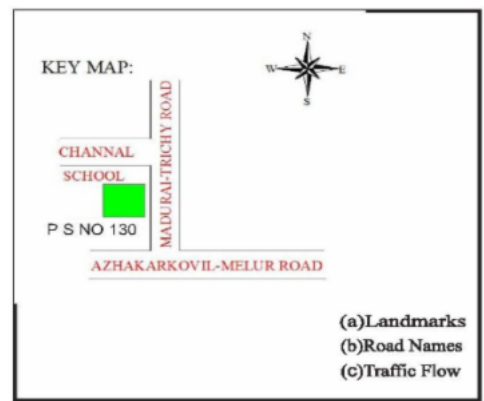 N
KEY MAP:
W E
S
MADURAI-TRICHY ROAD
CHANNAL
SCHOOL
P S NO 130
AZHAKARKOVIL-MELUR ROAD
(a)Landmarks
(b)Road Names
(c)Traffic Flow